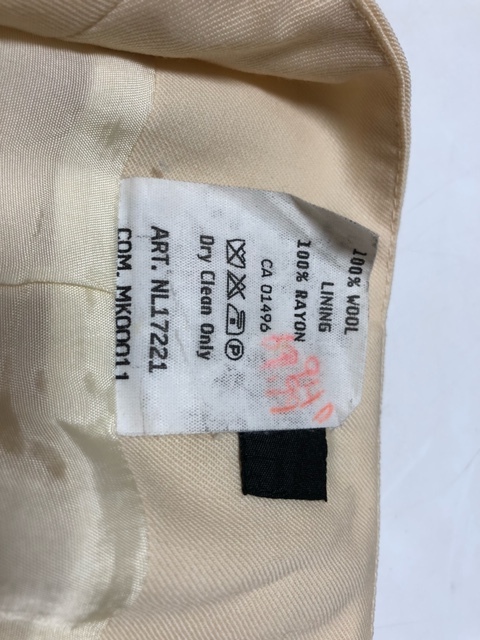 100% WOOL
LINING
100% RAYON
CA 01496
Dry Clean Only
ART. NL17221
COM. MK00011